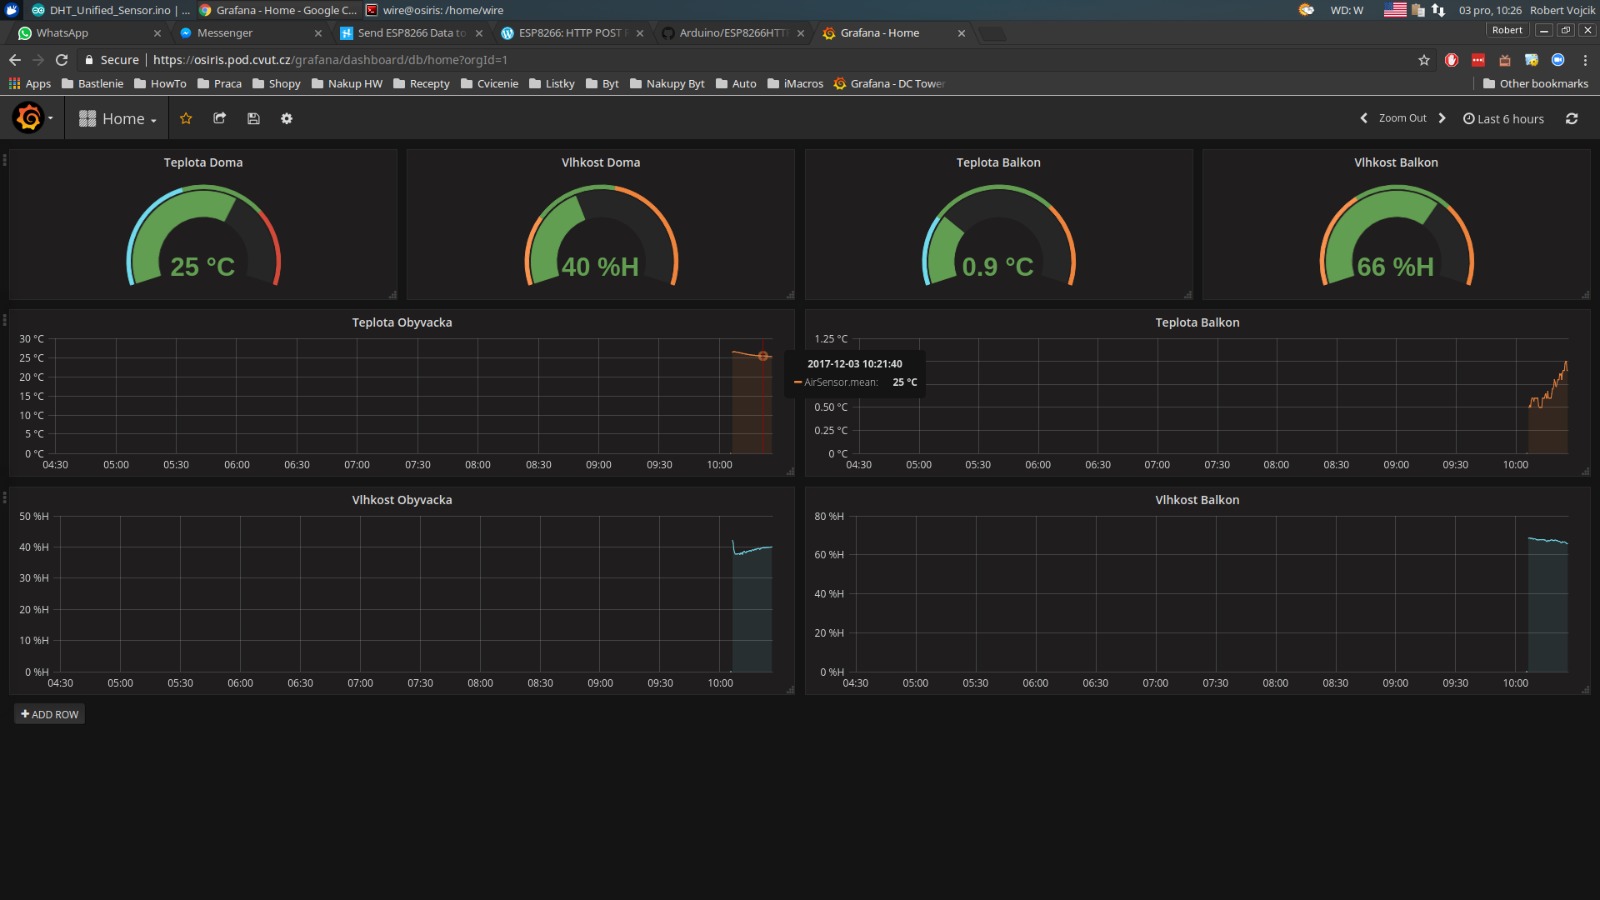 DHT_Unified_Sensor.ino | ... Grafana - Home - Google C... wire@osiris: /home/wire WD: W 03 pro, 10:26 Robert Vojcik
WhatsApp Messenger Send ESP8266 Data to ESP8266: HTTP POST Arduino/ESP8266HTT Grafana - Home Robert
Secure https://osiris.pod.cvut.cz/grafana/dashboard/db/home?orgId=1
Apps Bastlenie HowTo Praca Shopy Nakup HW Recepty Cvicenie Listky Byt Nakupy Byt Auto iMacros Grafana - DC Tower Other bookmarks
Home Zoom Out Last 6 hours
Teplota Doma Vlhkost Doma Teplota Balkon Vlhkost Balkon
25 °C 40 %H 0.9 °C 66 %H
Teplota Obyvacka
30 °C
25 °C
20 °C
15 °C
10 °C
5 °C
0 °C
04:30 05:00 05:30 06:00 06:30 07:00 07:30 08:00 08:30 09:00 09:30 10:00
2017-12-03 10:21:40
AirSensor.mean: 25 °C
Teplota Balkon
1.25 °C
0.50 °C
0.25 °C
0 °C
04:30 05:00 05:30 06:00 06:30 07:00 07:30 08:00 08:30 09:00 09:30 10:00
Vlhkost Obyvacka
50 %H
40 %H
30 %H
20 %H
10 %H
0 %H
04:30 05:00 05:30 06:00 06:30 07:00 07:30 08:00 08:30 09:00 09:30 10:00
Vlhkost Balkon
80 %H
60 %H
40 %H
20 %H
0 %H
04:30 05:00 05:30 06:00 06:30 07:00 07:30 08:00 08:30 09:00 09:30 10:00
ADD ROW